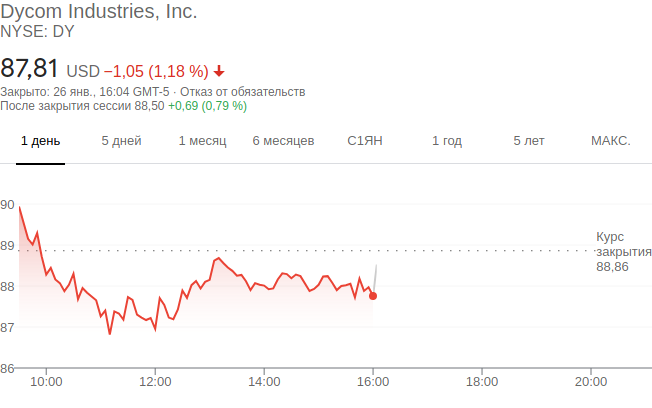 Dycom Industries, Inc.
NYSE: DY
87,81 USD −1,05 (1,18 %)
Закрыто: 26 янв., 16:04 GMT-5 · Отказ от обязательств
После закрытия сессии 88,50 +0,69 (0,79 %)
1 день 5 дней 1 месяц 6 месяцев С1ЯН 1 год 5 лет МАКС.
90
89
88
87
86
Курс
закрытия
88,86
10:00 12:00 14:00 16:00 18:00 20:00